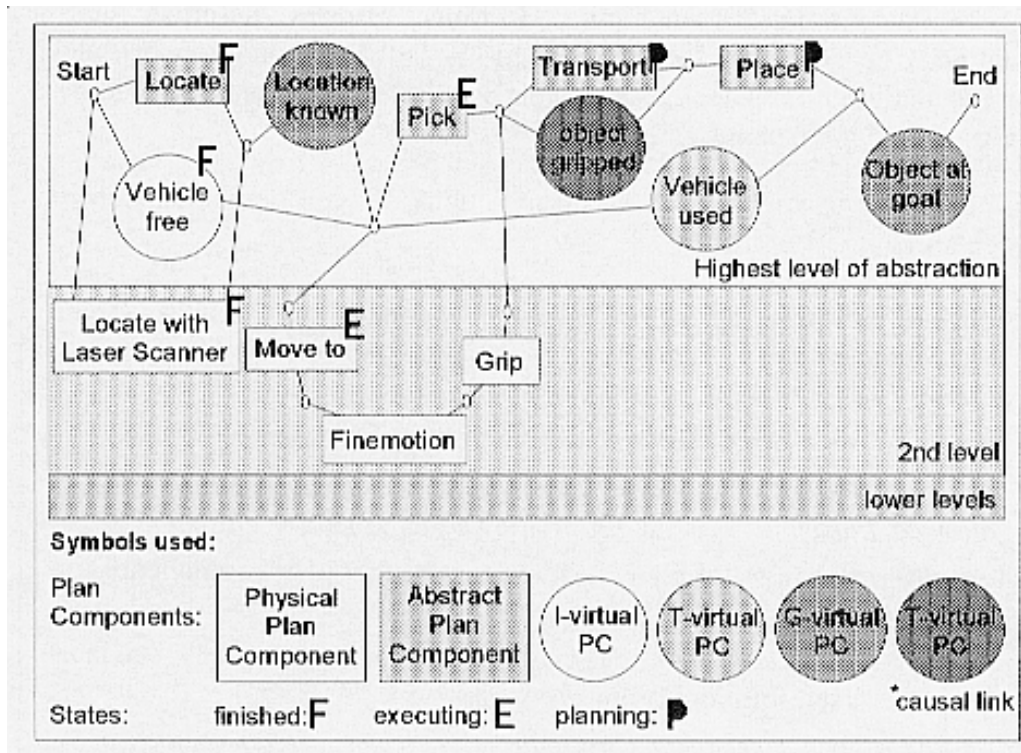 Start
Locate
F
Location
known
Pick
E
Transport
P
Place
P
End
Vehicle
free
F
object
gripped
Vehicle
used
Object at
goal
Highest level of abstraction
Locate with
Laser Scanner
F
Move to
E
Grip
Finemotion
2nd level
lower levels
Symbols used:
Plan
Components:
Physical
Plan
Component
Abstract
Plan
Component
I-virtual
PC
T-virtual
PC
G-virtual
PC
T-virtual
PC
*causal link
States: finished: F executing: E planning: P